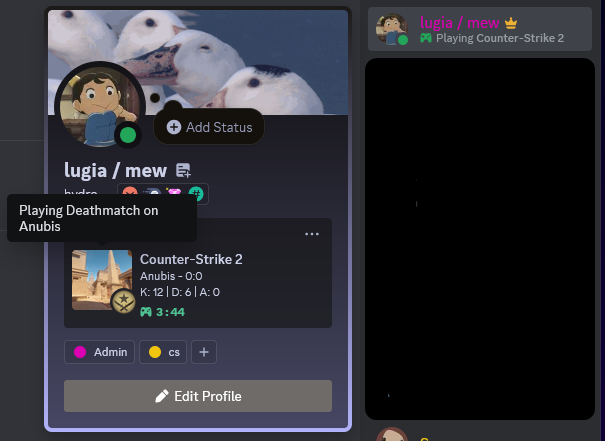 Add Status
lugia / mew
Playing Deathmatch on
Anubis
Counter-Strike 2
Anubis - 0:0
K: 12 | D: 6 | A: 0
3:44
Admin
cs
Edit Profile
lugia / mew
Playing Counter-Strike 2